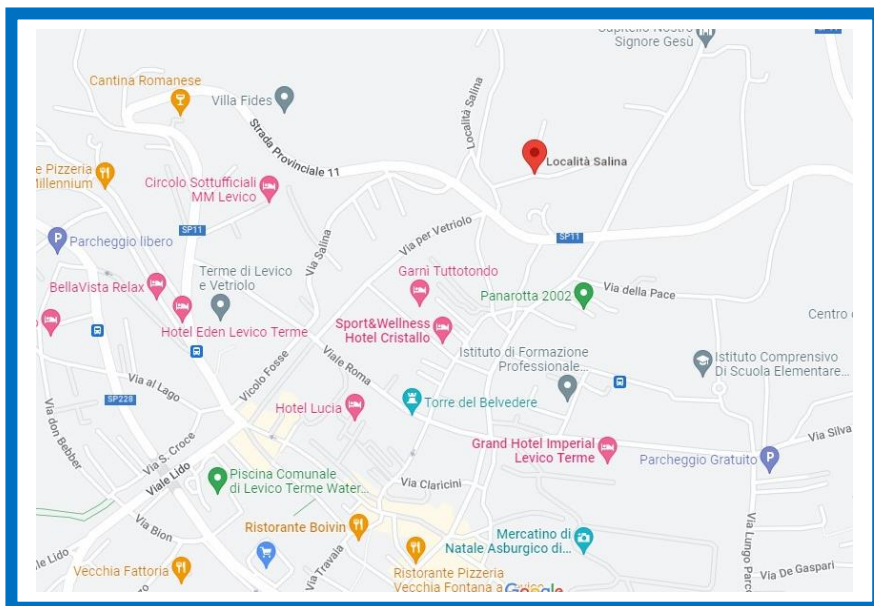 Signore Gesù
Cantina Romanese
Villa Fides
Strada Provinciale 11
Località Salina
Località Salina
e Pizzeria
Millennium
Circolo Sottufficiali
MM Levico
SP11
Parcheggio libero
Via Salina
Via per Vetriolo
SP11
Terme di Levico
e Vetriolo
Garnì Tuttotondo
BellaVista Relax
Panarotta 2002
Via della Pace
Centro
Hotel Eden Levico Terme
Sport&Wellness
Hotel Cristallo
Istituto di Formazione
Professionale...
Istituto Comprensivo
Di Scuola Elementare...
Viale Roma
Vicolo Fosse
Via al Lago
SP228
Hotel Lucia
Torre del Belvedere
Via don Bebber
Via S. Croce
Viale Lido
Grand Hotel Imperial
Levico Terme
Parcheggio Gratuito
Via Silva
Piscina Comunale
di Levico Terme Water...
Via Claricini
Via Bion
Ristorante Boivin
Mercatino di
Natale Asburgico di...
Via Lungo Parco
le Lido
Vecchia Fattoria
Via Travala
Ristorante Pizzeria
Vecchia Fontana a
Google
Via De Gaspari